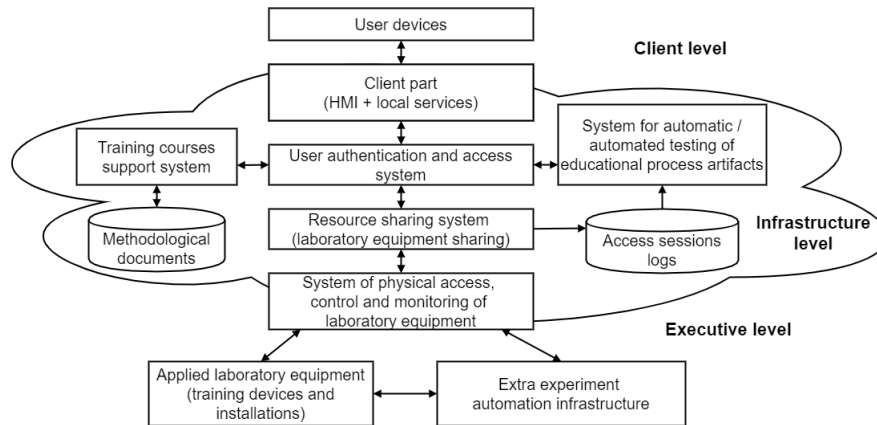 User devices
Client level
Client part
(HMI + local services)
Training courses
support system
User authentication and access
system
System for automatic /
automated testing of
educational process artifacts
Methodological
documents
Resource sharing system
(laboratory equipment sharing)
Access sessions
logs
Infrastructure
level
System of physical access,
control and monitoring of
laboratory equipment
Executive level
Applied laboratory equipment
(training devices and
installations)
Extra experiment
automation infrastructure